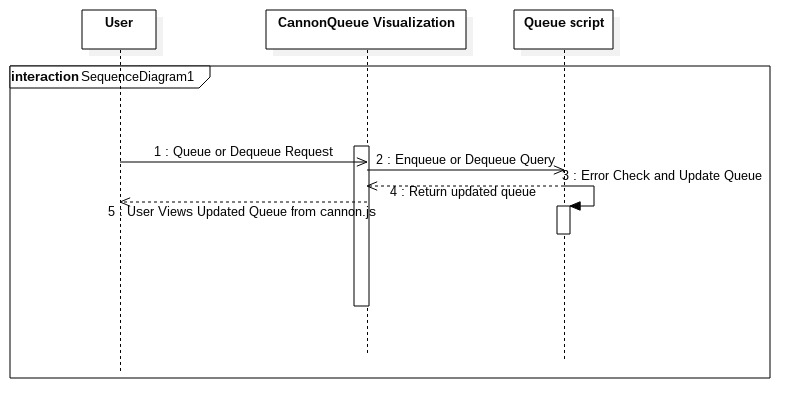 User
CannonQueue Visualization
Queue script
interaction SequenceDiagram1
1 : Queue or Dequeue Request
2 : Enqueue or Dequeue Query
3 : Error Check and Update Queue
4 : Return updated queue
5 : User Views Updated Queue from cannon.js